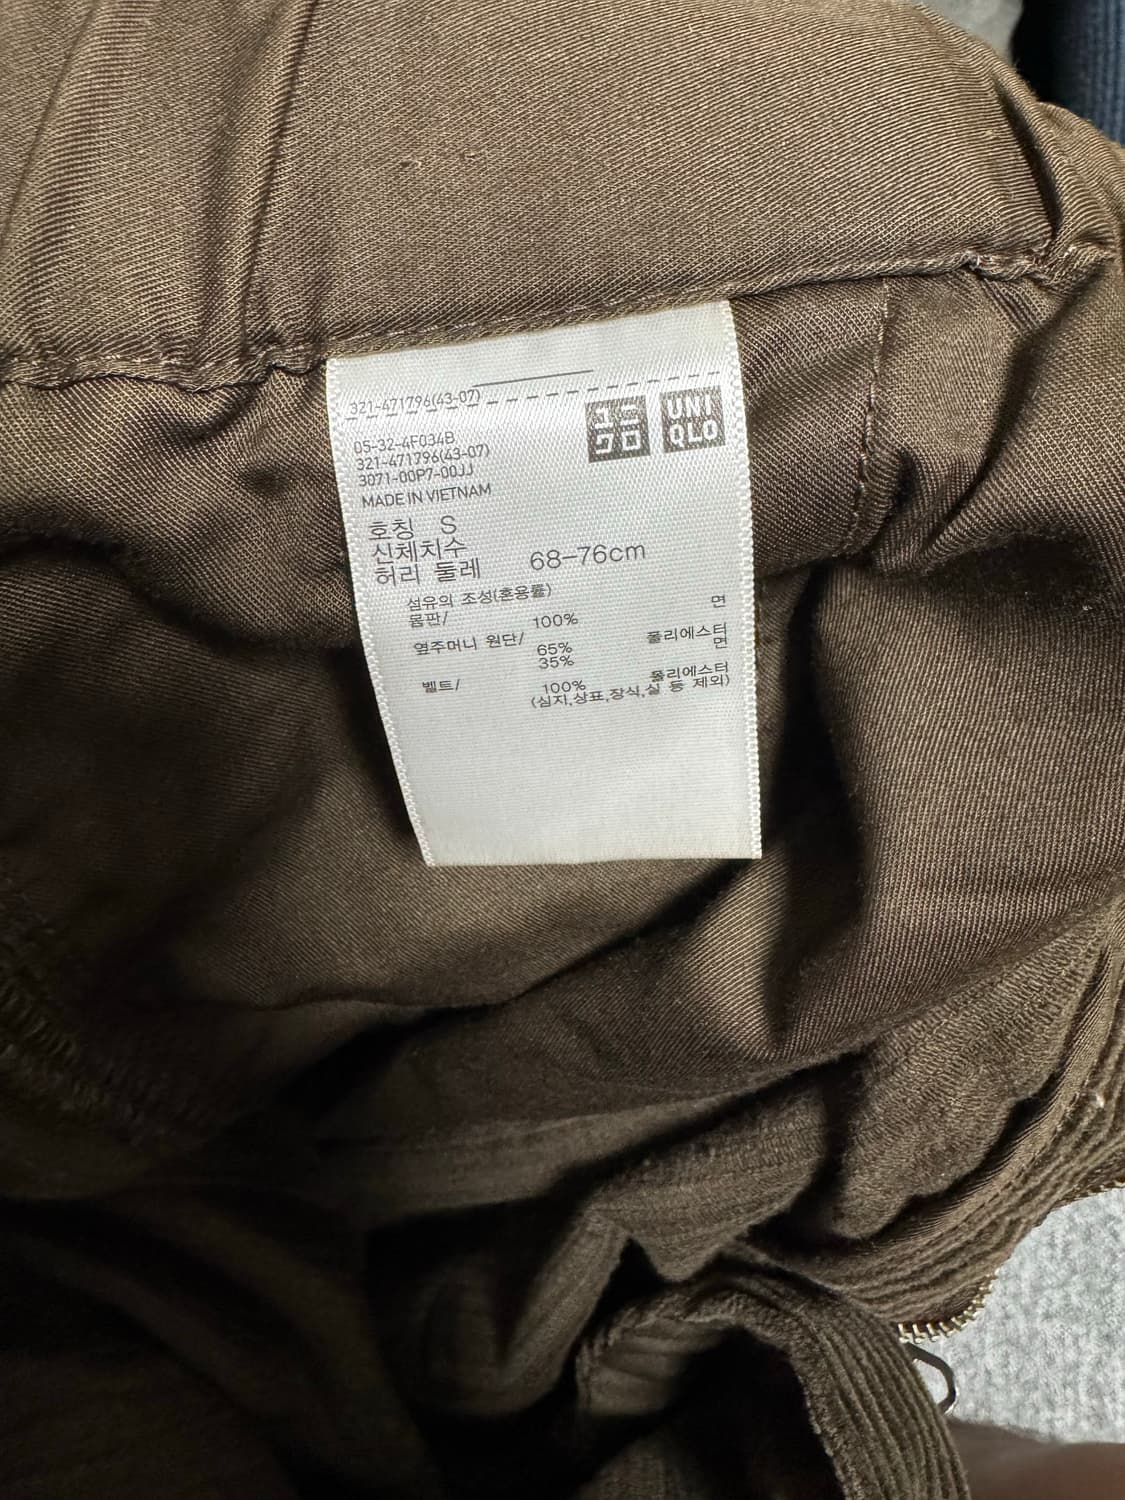 321-471796(43-07)
ユニクロ
UNIQLO
05-32-4F034B
321-471796(43-07)
3071-00P7-00JJ
MADE IN VIETNAM
호칭 S
신체치수
허리 둘레 68-76cm
섬유의 조성(혼용률)
몸판/ 100% 면
옆주머니 원단/ 65% 폴리에스터
35% 면
벨트/ 100% 폴리에스터
(심지,상표,장식,실 등 제외)